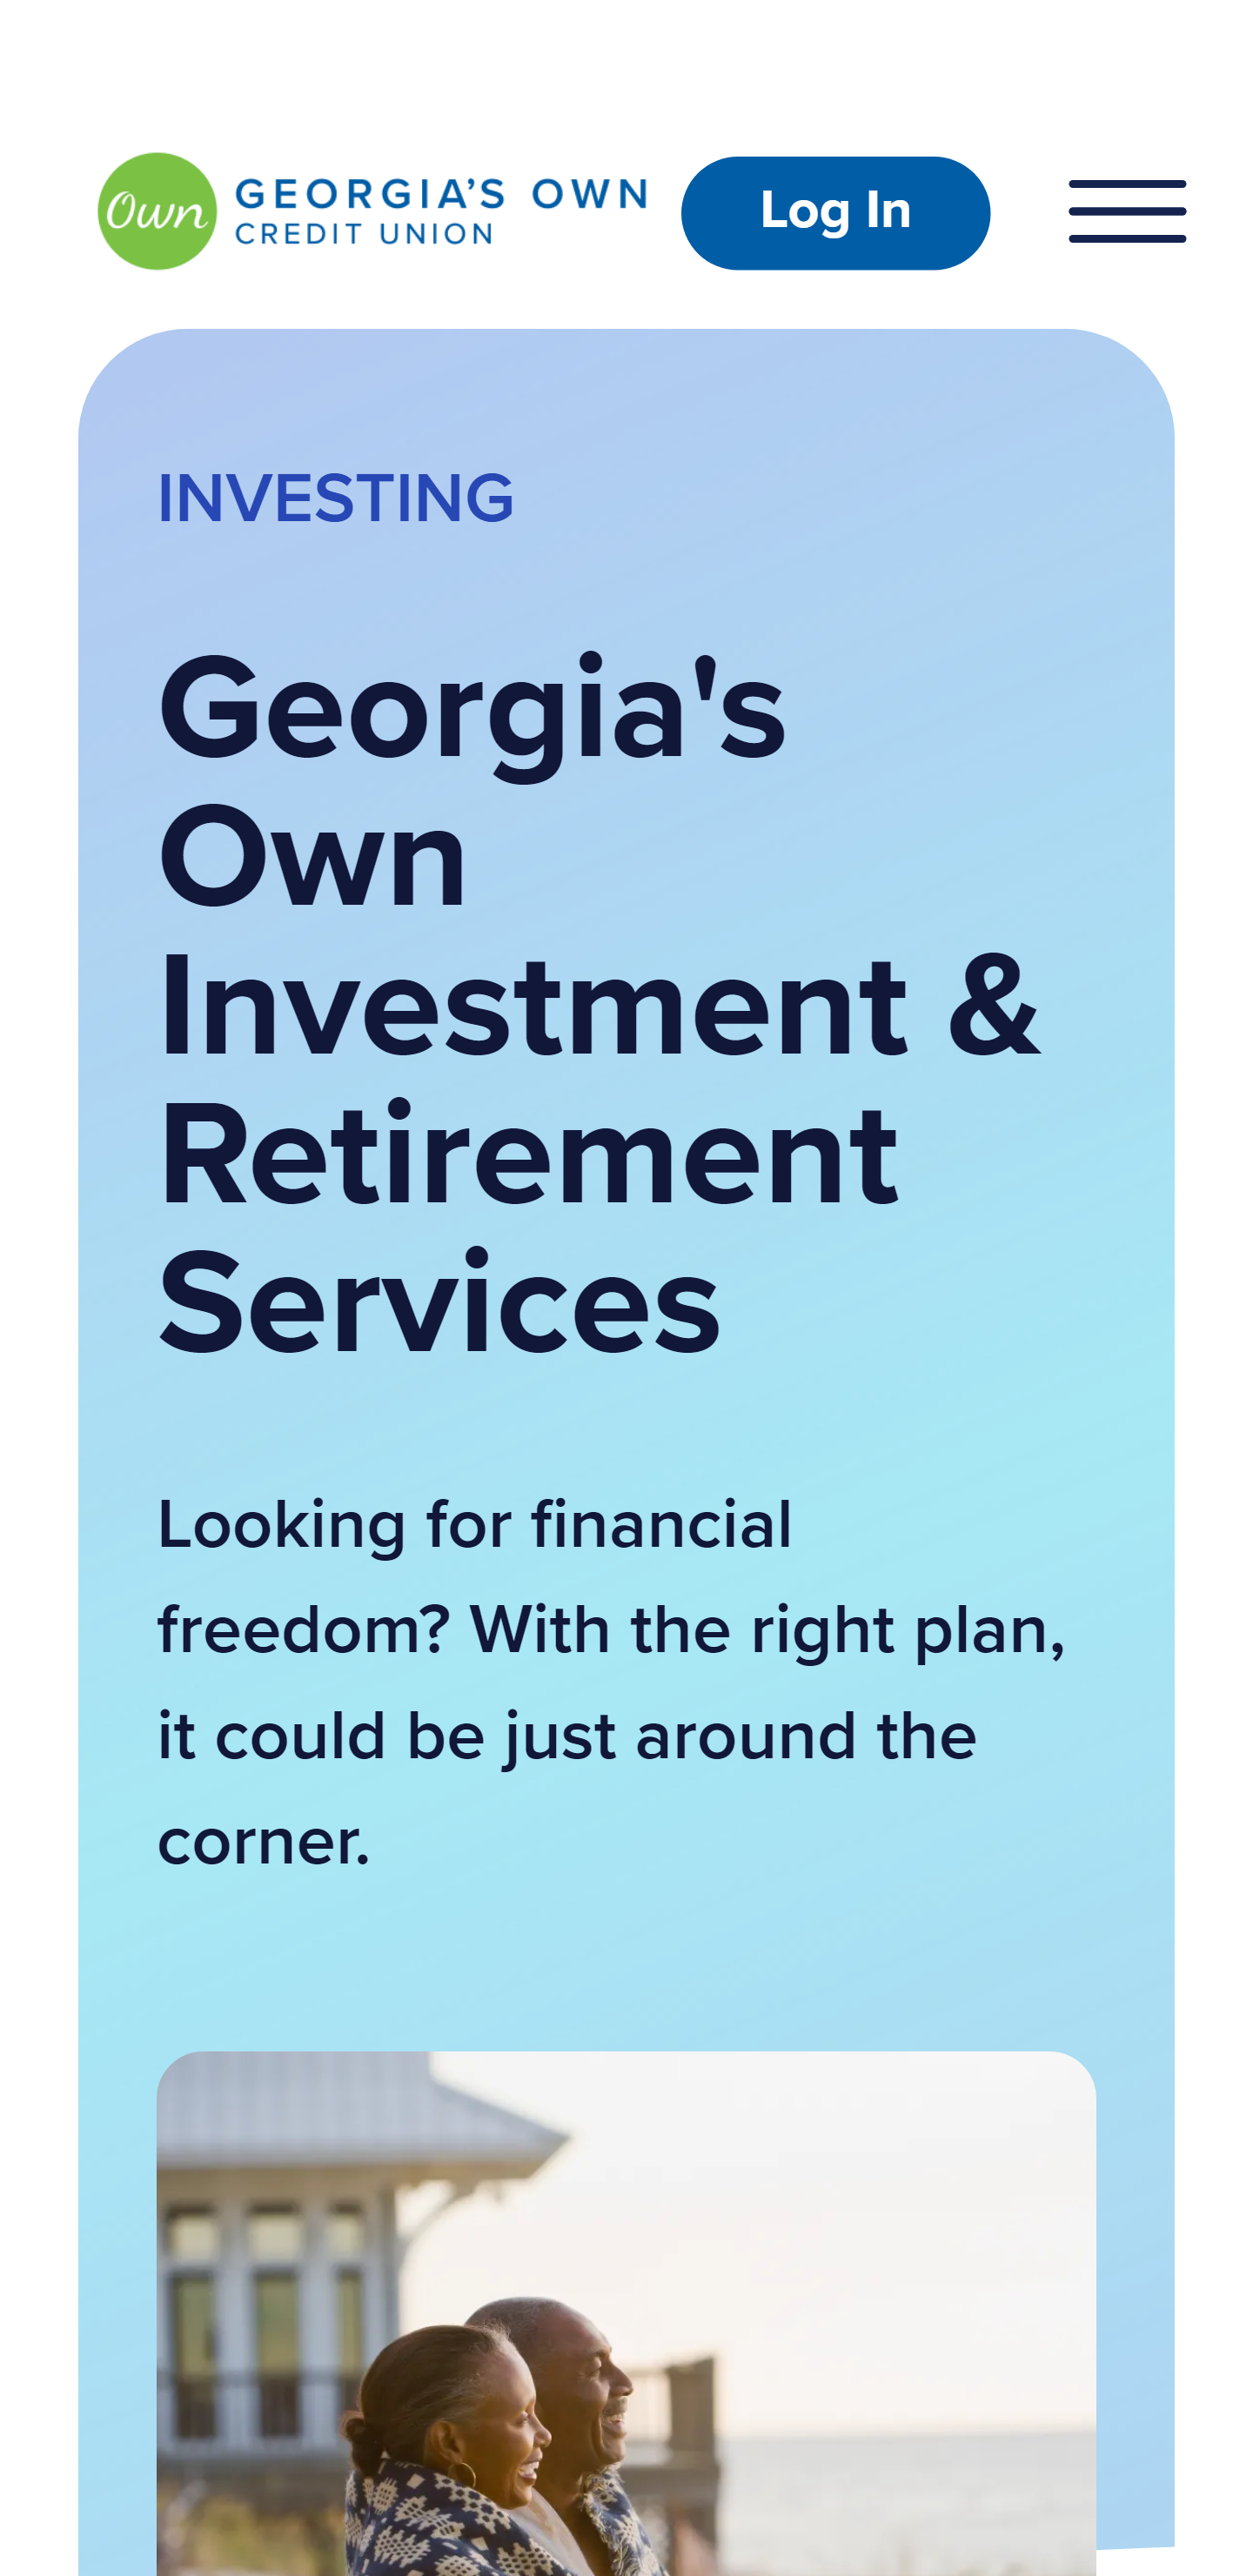 Own
GEORGIA’S OWN
CREDIT UNION
Log In
INVESTING
Georgia's
Own
Investment &
Retirement
Services
Looking for financial
freedom? With the right plan,
it could be just around the
corner.